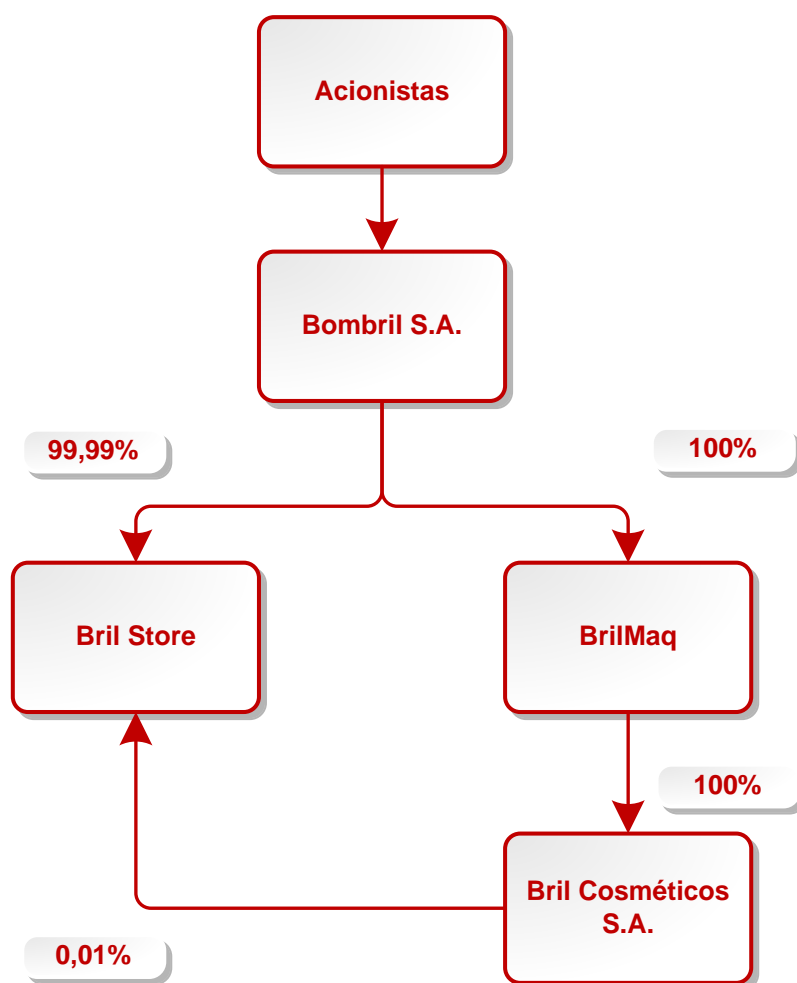 Acionistas
Bombril S.A.
99,99%
100%
Bril Store
BrilMaq
100%
Bril Cosméticos
S.A.
0,01%